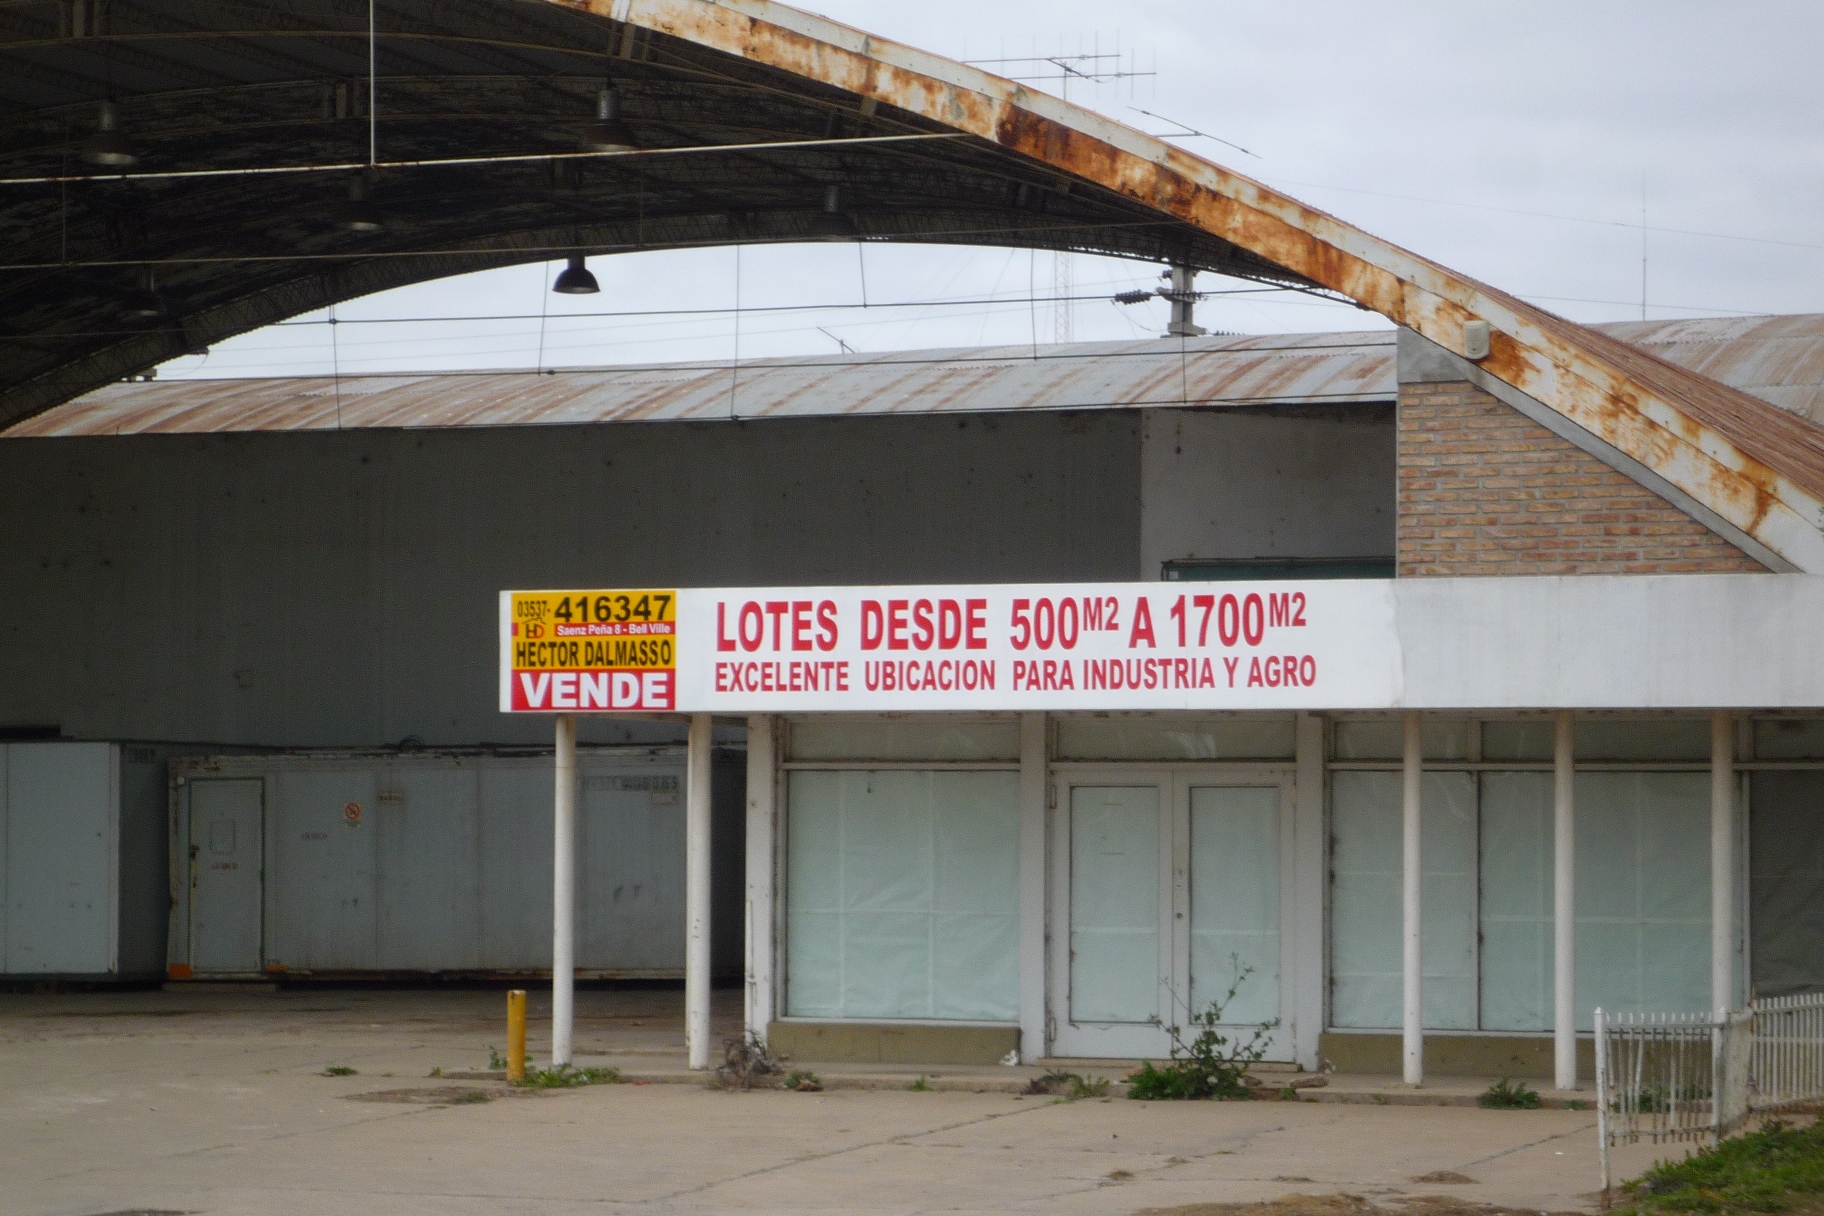 03537- 416347
HD Saenz Peña 8 - Bell Ville
HECTOR DALMASSO
VENDE
LOTES DESDE 500M2 A 1700M2
EXCELENTE UBICACION PARA INDUSTRIA Y AGRO